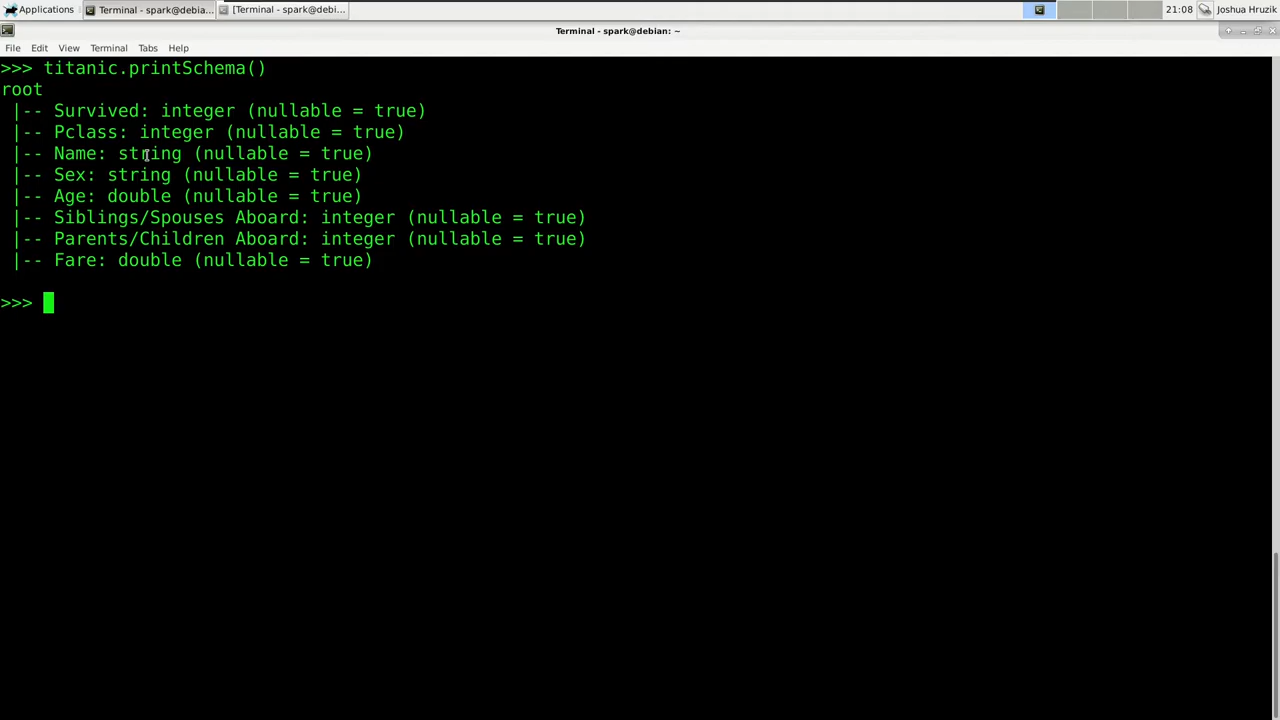 Applications
Terminal - spark@debia...
[Terminal - spark@debi...
21:08
Joshua Hruzik
Terminal - spark@debian: ~
File Edit View Terminal Tabs Help
>>> titanic.printSchema()
root
 |-- Survived: integer (nullable = true)
 |-- Pclass: integer (nullable = true)
 |-- Name: string (nullable = true)
 |-- Sex: string (nullable = true)
 |-- Age: double (nullable = true)
 |-- Siblings/Spouses Aboard: integer (nullable = true)
 |-- Parents/Children Aboard: integer (nullable = true)
 |-- Fare: double (nullable = true)
>>>